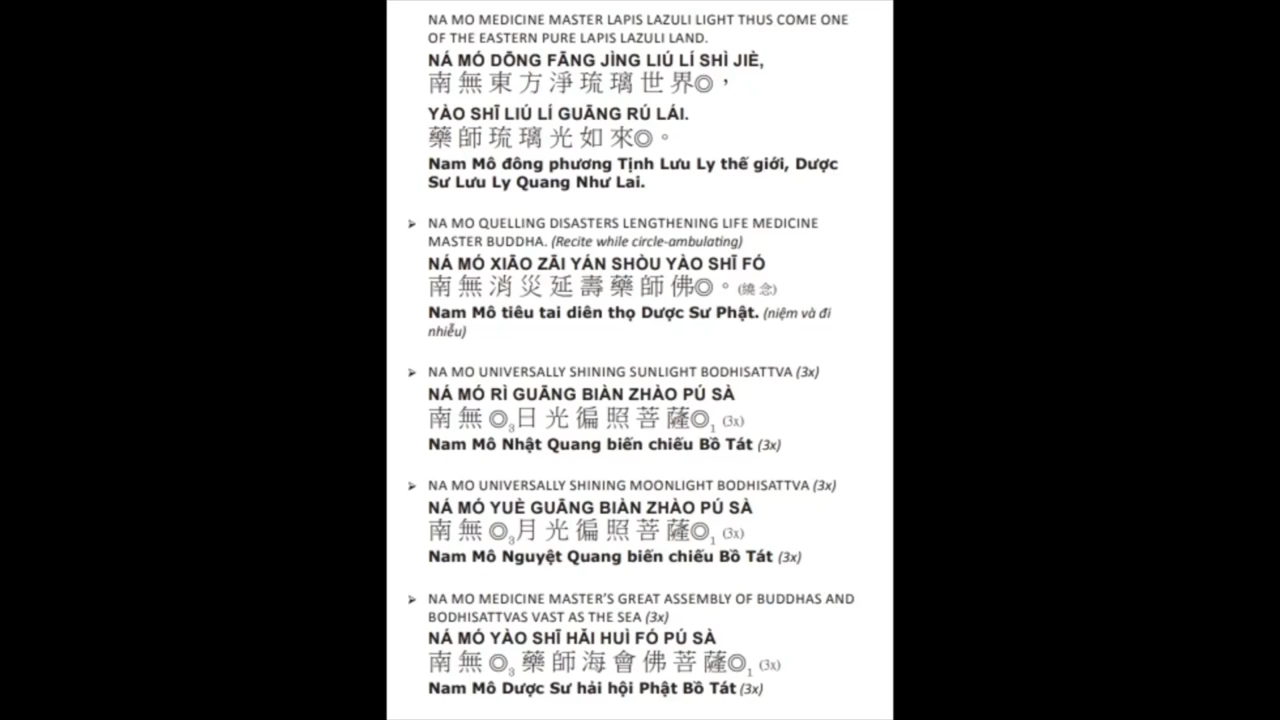 NA MO MEDICINE MASTER LAPIS LAZULI LIGHT THUS COME ONE
OF THE EASTERN PURE LAPIS LAZULI LAND.
NÁ MÓ DŌNG FĀNG JÌNG LIÚ LÍ SHÌ JIÈ,
南無東方淨琉璃世界◎，
YÀO SHĪ LIÚ LÍ GUĀNG RÚ LÁI.
藥師琉璃光如來◎。
Nam Mô đông phương Tịnh Lưu Ly thế giới, Dược
Sư Lưu Ly Quang Như Lai.
➢ NA MO QUELLING DISASTERS LENGTHENING LIFE MEDICINE
MASTER BUDDHA. (Recite while circle-ambulating)
NÁ MÓ XIĀO ZĀI YÁN SHÒU YÀO SHĪ FÓ
南無消災延壽藥師佛◎。(繞念)
Nam Mô tiêu tai diên thọ Dược Sư Phật. (niệm và đi
nhiễu)
➢ NA MO UNIVERSALLY SHINING SUNLIGHT BODHISATTVA (3x)
NÁ MÓ RÌ GUĀNG BIÀN ZHÀO PÚ SÀ
南無◎3日光徧照菩薩◎1 (3x)
Nam Mô Nhật Quang biến chiếu Bồ Tát (3x)
➢ NA MO UNIVERSALLY SHINING MOONLIGHT BODHISATTVA (3x)
NÁ MÓ YUÈ GUĀNG BIÀN ZHÀO PÚ SÀ
南無◎3月光徧照菩薩◎1 (3x)
Nam Mô Nguyệt Quang biến chiếu Bồ Tát (3x)
➢ NA MO MEDICINE MASTER’S GREAT ASSEMBLY OF BUDDHAS AND
BODHISATTVAS VAST AS THE SEA (3x)
NÁ MÓ YÀO SHĪ HǍI HUÌ FÓ PÚ SÀ
南無◎3藥師海會佛菩薩◎1 (3x)
Nam Mô Dược Sư hải hội Phật Bồ Tát (3x)